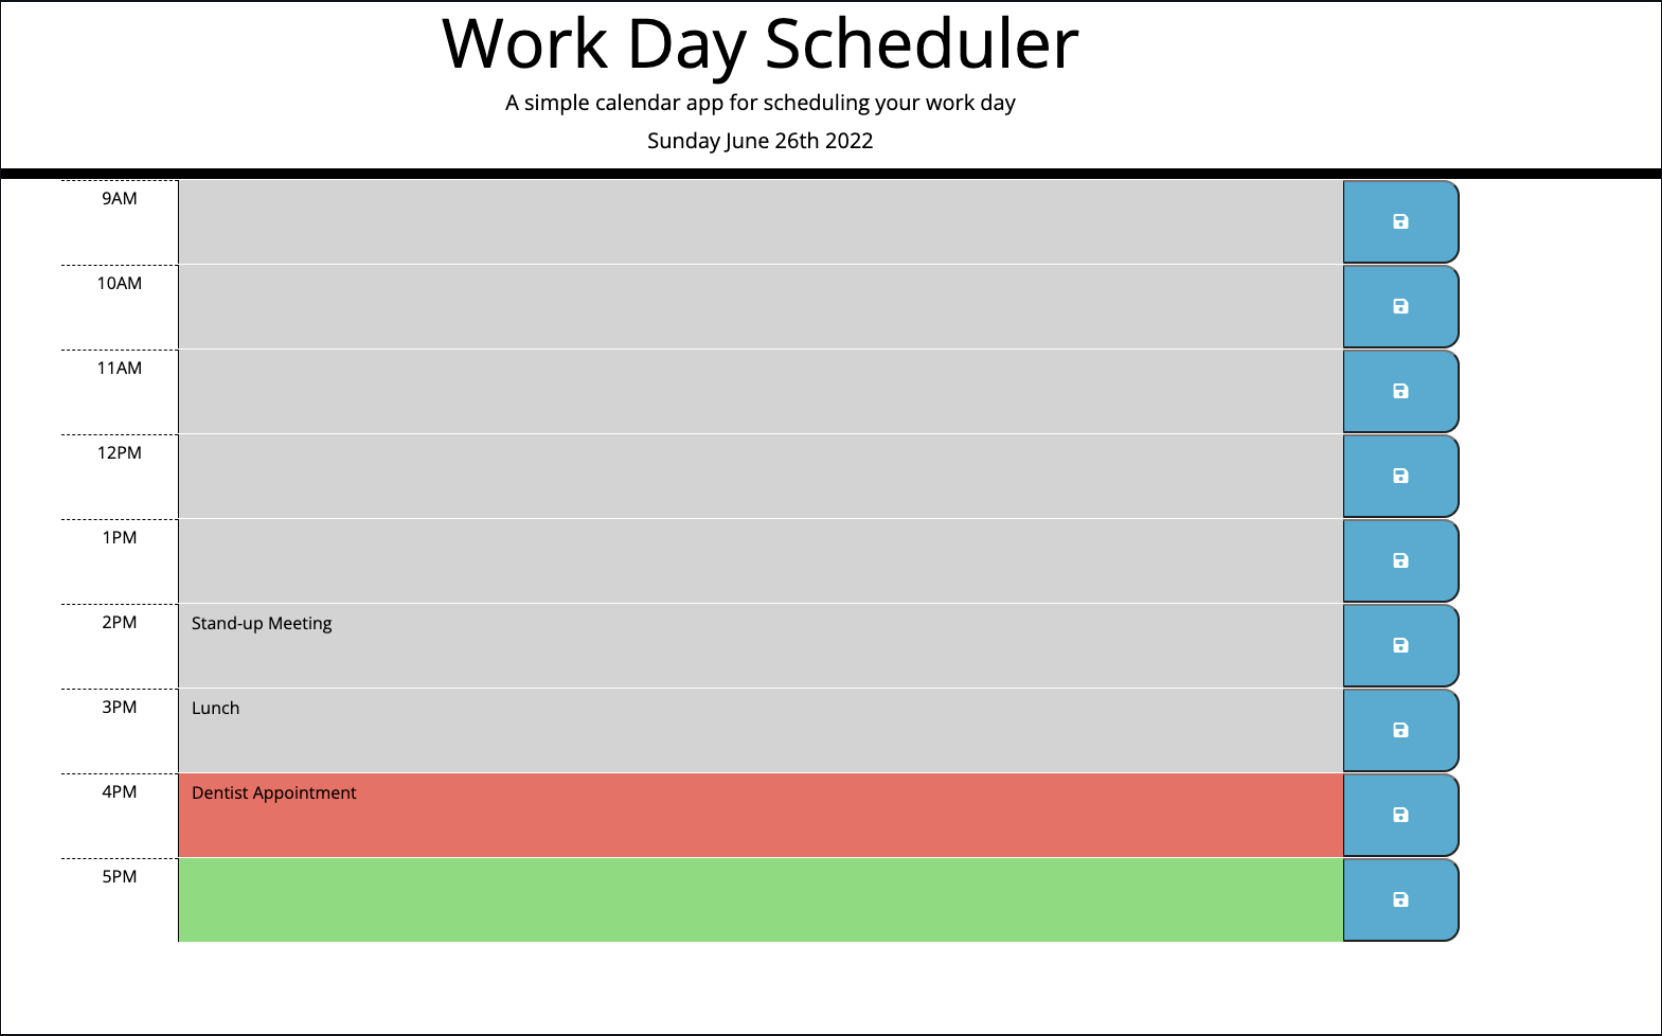 Work Day Scheduler
A simple calendar app for scheduling your work day
Sunday June 26th 2022
9AM
10AM
11AM
12PM
1PM
2PM Stand-up Meeting
3PM Lunch
4PM Dentist Appointment
5PM